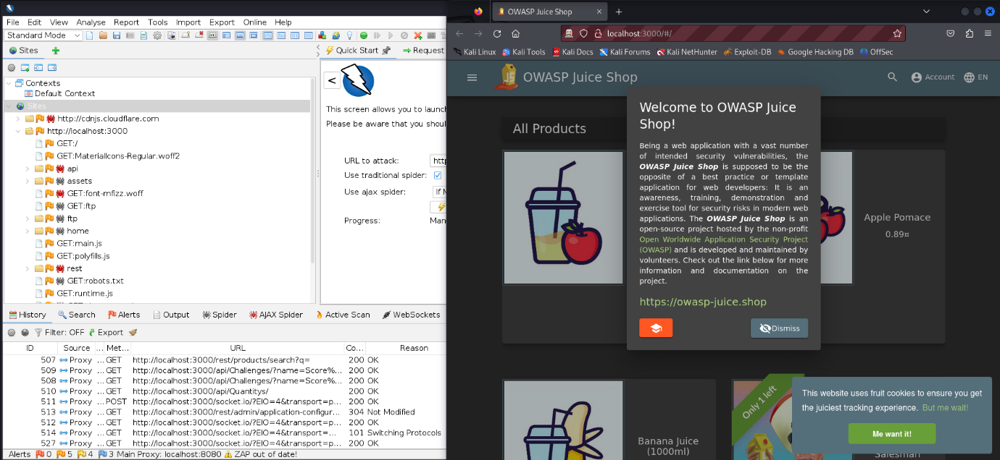 File Edit View Analyse Report Tools Import Export Online Help
Standard Mode
Sites
Quick Start
Request
Contexts
Default Context
Sites
http://cdnjs.cloudflare.com
http://localhost:3000
GET:/
GET:MaterialIcons-Regular.woff2
api
assets
GET:font-mfizz.woff
GET:ftp
ftp
home
GET:main.js
GET:polyfills.js
rest
GET:robots.txt
GET:runtime.js
<
This screen allows you to launc
Please be aware that you shoul
URL to attack: htt
Use traditional spider:
Use ajax spider: If M
Progress: Man
History Search Alerts Output Spider AJAX Spider Active Scan WebSockets
Filter: OFF Export
ID Source ... Met... URL Co... Reason
507 Proxy ... GET http://localhost:3000/rest/products/search?q= 200 OK
509 Proxy ... GET http://localhost:3000/api/Challenges/?name=Score%... 200 OK
508 Proxy ... GET http://localhost:3000/api/Challenges/?name=Score%... 200 OK
510 Proxy ... GET http://localhost:3000/api/Quantitys/ 200 OK
511 Proxy ... POST http://localhost:3000/socket.io/?EIO=4&transport=p... 200 OK
513 Proxy ... GET http://localhost:3000/rest/admin/application-configur... 304 Not Modified
512 Proxy ... GET http://localhost:3000/socket.io/?EIO=4&transport=p... 200 OK
514 Proxy ... GET http://localhost:3000/socket.io/?EIO=4&transport=w... 101 Switching Protocols
527 Proxy ... GET http://localhost:3000/socket.io/?EIO=4&transport=p... 200 OK
Alerts 0 5 4 3 Main Proxy: localhost:8080 ZAP out of date!
OWASP Juice Shop
localhost:3000/#/
Kali Linux Kali Tools Kali Docs Kali Forums Kali NetHunter Exploit-DB Google Hacking DB OffSec
JS
OWASP Juice Shop
Account
EN
All Products
Welcome to OWASP Juice
Shop!
Being a web application with a vast number
of intended security vulnerabilities, the
OWASP Juice Shop is supposed to be the
opposite of a best practice or template
application for web developers: It is an
awareness, training, demonstration and
exercise tool for security risks in modern web
applications. The OWASP Juice Shop is an
open-source project hosted by the non-profit
Open Worldwide Application Security Project
(OWASP) and is developed and maintained by
volunteers. Check out the link below for more
information and documentation on the
project.
https://owasp-juice.shop
Dismiss
Apple Pomace
0.89¤
Banana Juice
(1000ml)
Only 1 left
Salesman
This website uses fruit cookies to ensure you get
the juiciest tracking experience. But me wait!
Me want it!